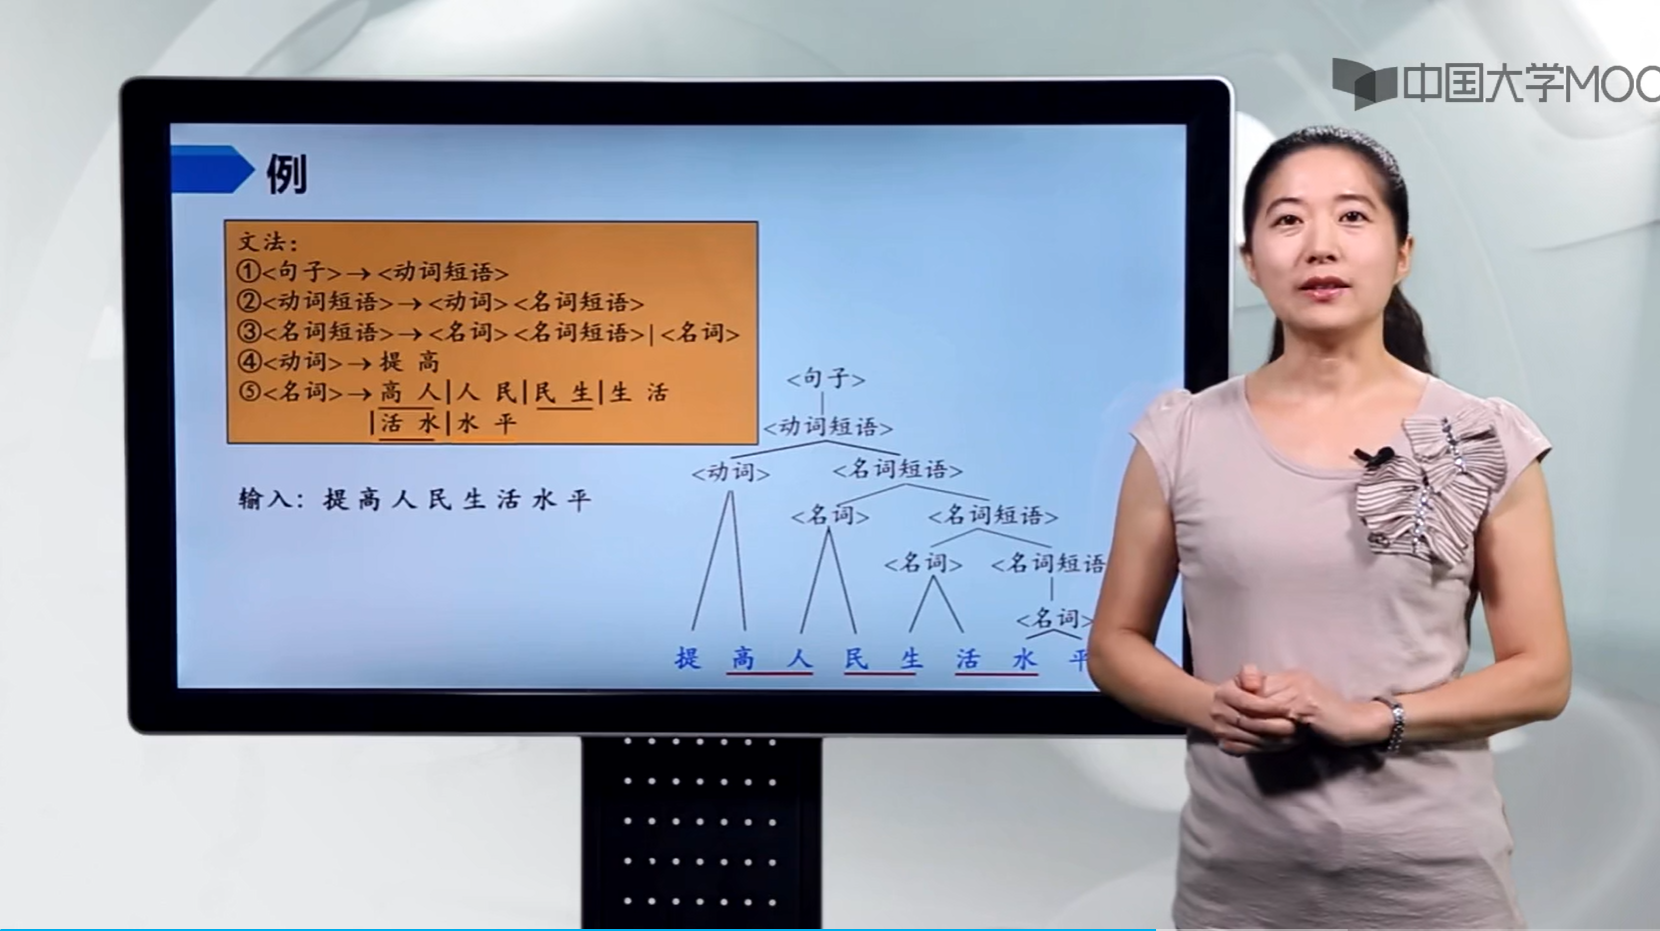 中国大学MOO
例
文法：
①<句子>→<动词短语>
②<动词短语>→<动词><名词短语>
③<名词短语>→<名词><名词短语>|<名词>
④<动词>→提 高
⑤<名词>→高 人|人 民|民 生|生 活
|活 水|水 平
输入：提高人民生活水平
<句子>
<动词短语>
<动词> <名词短语>
<名词> <名词短语>
<名词> <名词短语
<名词>
提 高 人 民 生 活 水 平